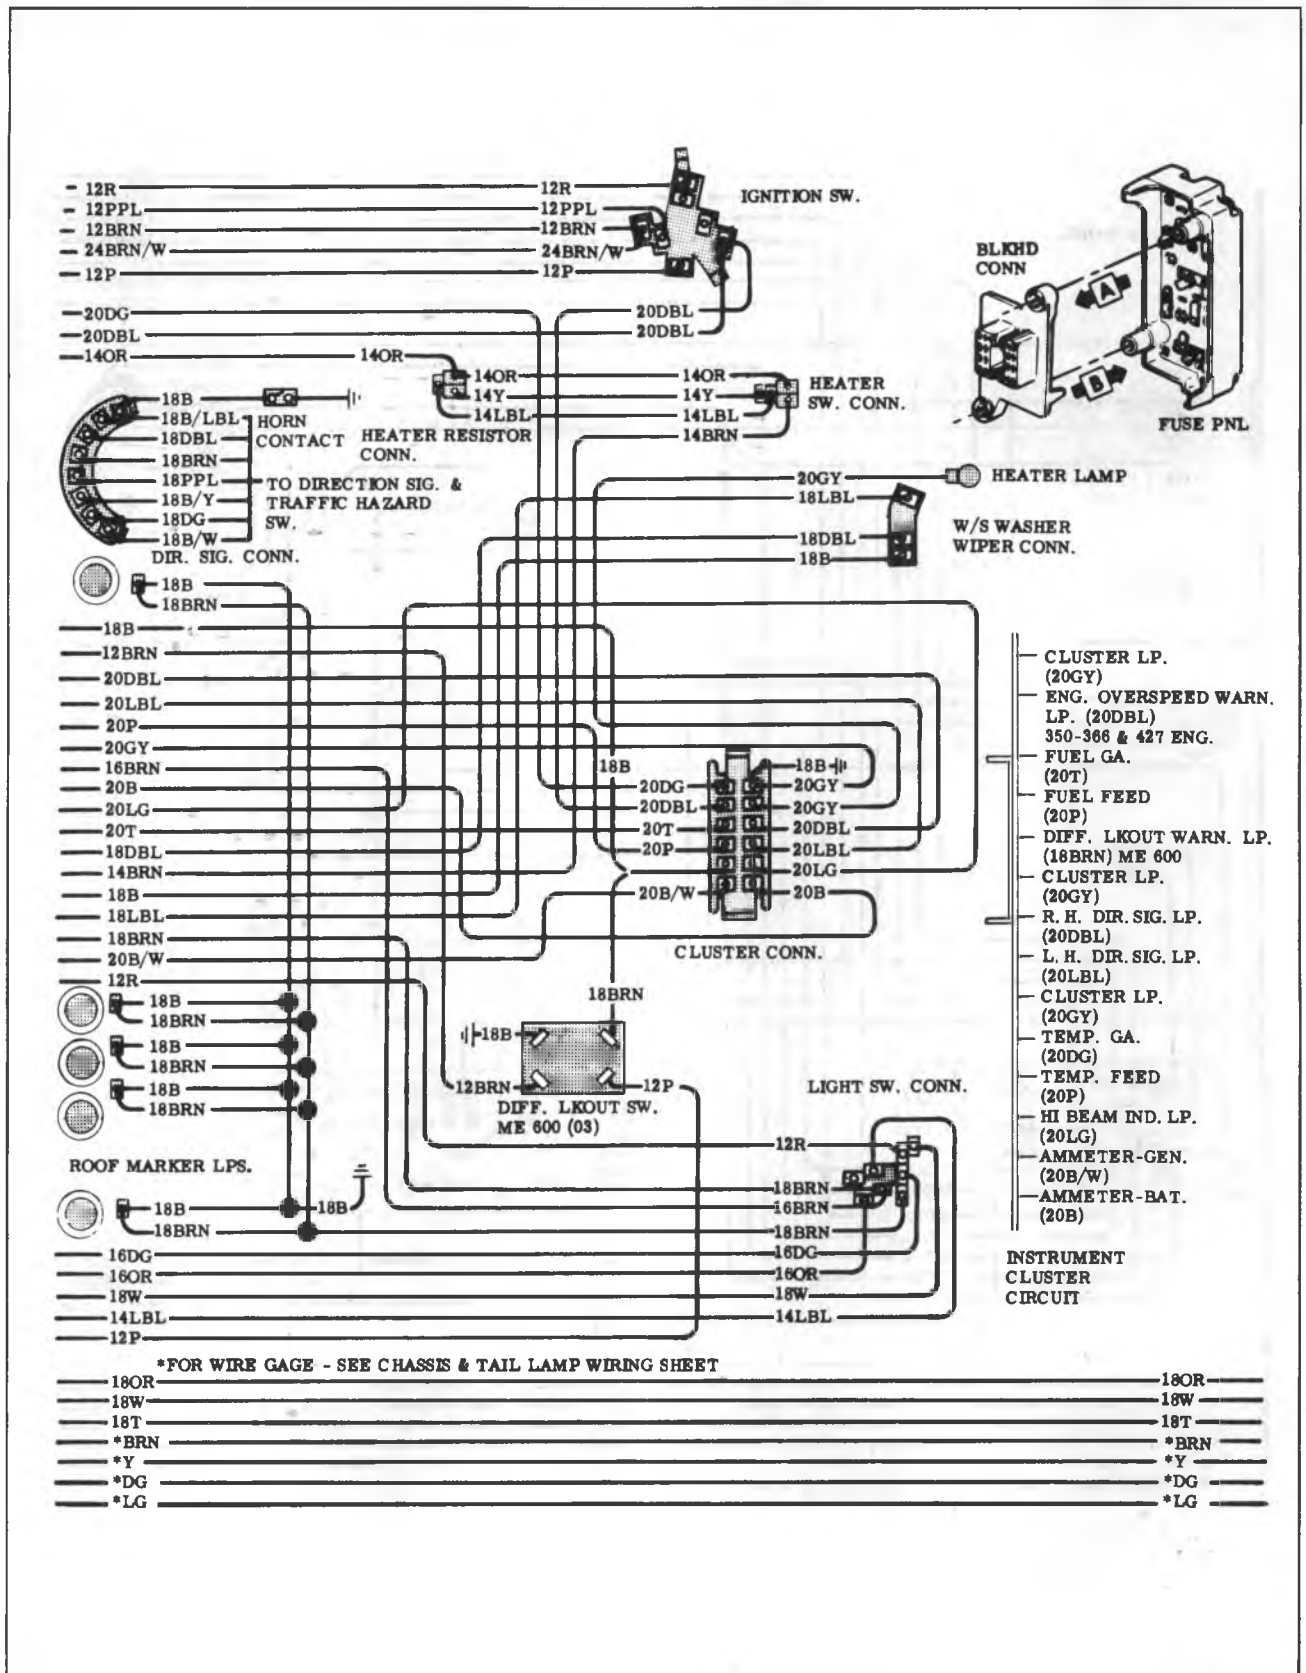 12R 12R
12PPL 12PPL
12BRN 12BRN
24BRN/W 24BRN/W
12P 12P
IGNITION SW.
BLKHD
CONN
A
B
FUSE PNL
20DG 20DBL
20DBL 20DBL
14OR 14OR
14OR 14OR
14Y 14Y
14LBL 14LBL
14BRN
HEATER
SW. CONN.
HEATER RESISTOR
CONN.
18B
18B/LBL
18DBL
18BRN
18PPL
18B/Y
18DG
18B/W
HORN
CONTACT
TO DIRECTION SIG. &
TRAFFIC HAZARD
SW.
DIR. SIG. CONN.
20GY
HEATER LAMP
18LBL
18DBL
18B
W/S WASHER
WIPER CONN.
18B
18BRN
18B
12BRN
20DBL
20LBL
20P
20GY
16BRN
20B
20LG
20T
18DBL
14BRN
18B
18LBL
18BRN
20B/W
12R
18B
20DG
20DBL
20T
20P
20B/W
18B
20GY
20GY
20DBL
20LBL
20LG
20B
CLUSTER CONN.
18B
18BRN
18B
18BRN
18B
18BRN
ROOF MARKER LPS.
18B 18B
18BRN
18BRN
18B
12BRN 12P
DIFF. LKOUT SW.
ME 600 (03)
LIGHT SW. CONN.
12R
18BRN
16BRN
18BRN
16DG 16DG
16OR 16OR
18W 18W
14LBL 14LBL
12P
CLUSTER LP.
(20GY)
ENG. OVERSPEED WARN.
LP. (20DBL)
350-366 & 427 ENG.
FUEL GA.
(20T)
FUEL FEED
(20P)
DIFF. LKOUT WARN. LP.
(18BRN) ME 600
CLUSTER LP.
(20GY)
R. H. DIR. SIG. LP.
(20DBL)
L. H. DIR. SIG. LP.
(20LBL)
CLUSTER LP.
(20GY)
TEMP. GA.
(20DG)
TEMP. FEED
(20P)
HI BEAM IND. LP.
(20LG)
AMMETER-GEN.
(20B/W)
AMMETER-BAT.
(20B)
INSTRUMENT
CLUSTER
CIRCUIT
*FOR WIRE GAGE - SEE CHASSIS & TAIL LAMP WIRING SHEET
18OR 18OR
18W 18W
18T 18T
*BRN *BRN
*Y *Y
*DG *DG
*LG *LG